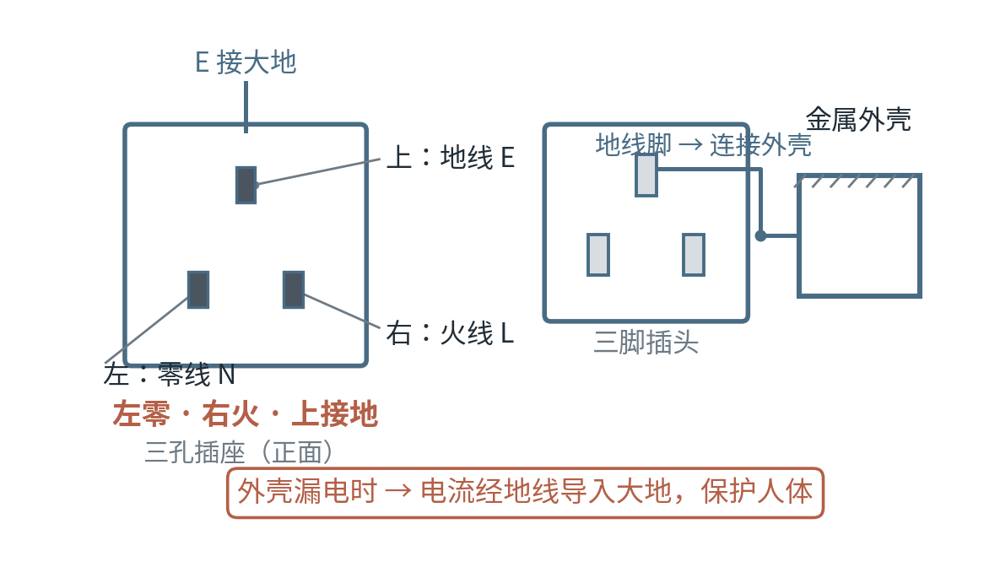 E 接大地
金属外壳
地线脚 → 连接外壳
上：地线 E
右：火线 L
三脚插头
左：零线 N
左零 · 右火 · 上接地
三孔插座（正面）
外壳漏电时 → 电流经地线导入大地，保护人体